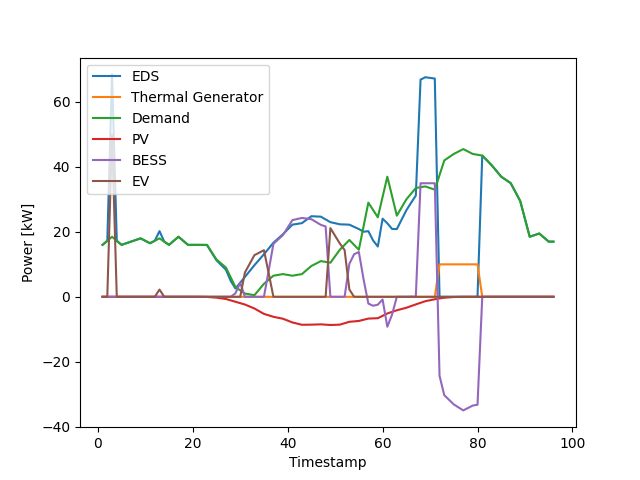 EDS
Thermal Generator
Demand
PV
BESS
EV
60
40
20
0
−20
−40
Power [kW]
0 20 40 60 80 100
Timestamp